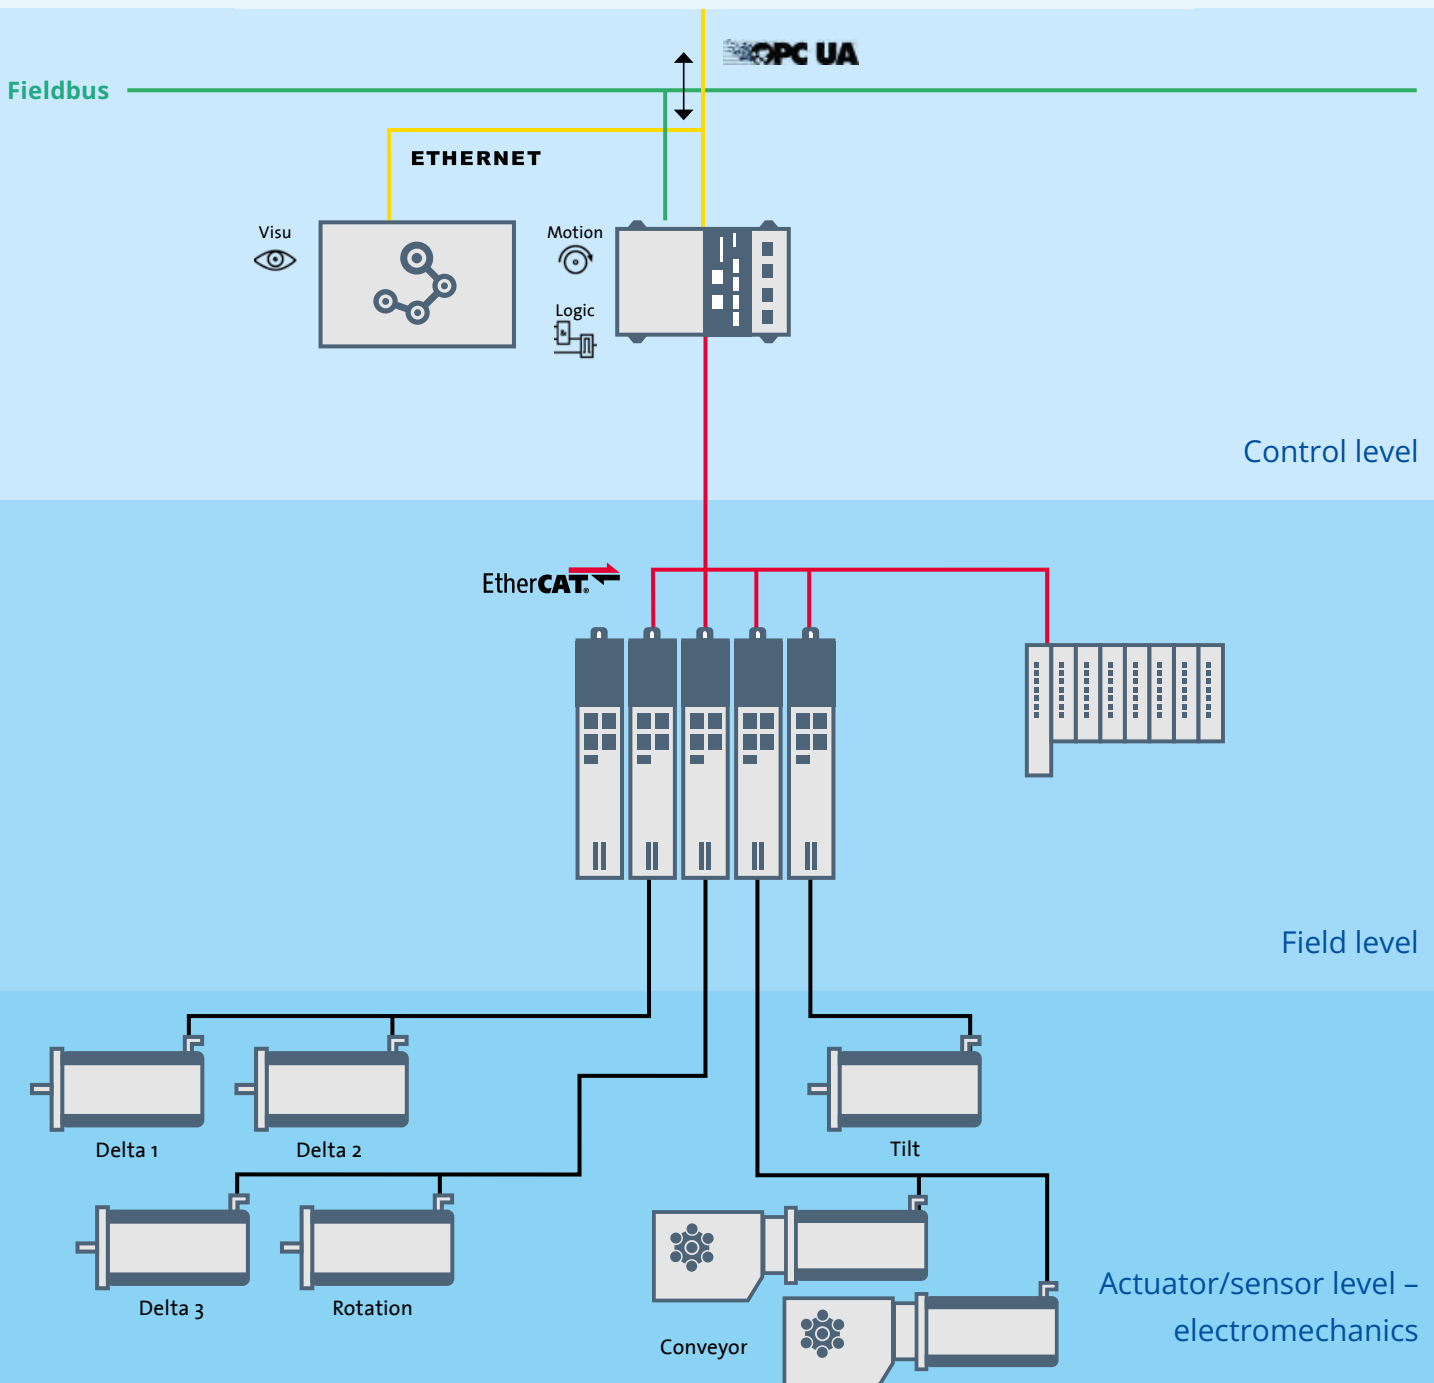 OPC UA
Fieldbus
ETHERNET
Visu
Motion
Logic
&
Control level
EtherCAT®
Field level
Delta 1
Delta 2
Tilt
Delta 3
Rotation
Conveyor
Actuator/sensor level –
electromechanics